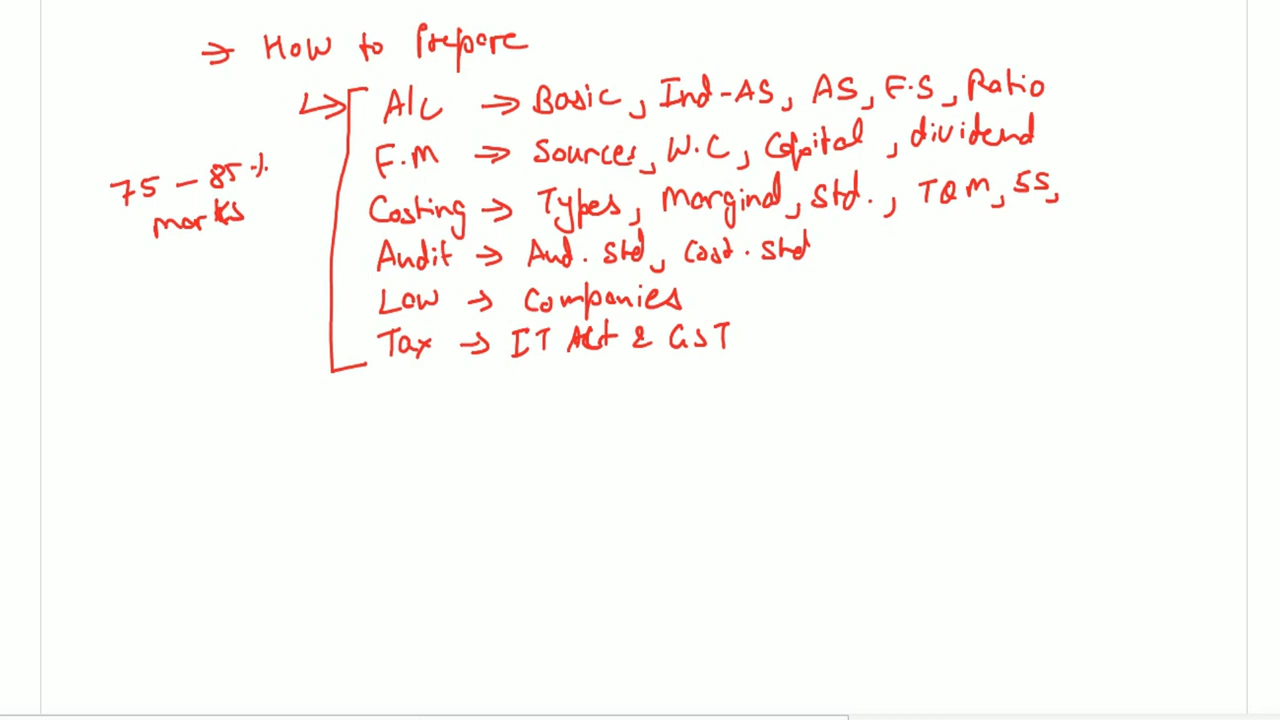 ⇒ How to Prepare
↳ A/c → Basic, Ind-AS, AS, F.S, Ratio
F.M → Sources, W.C, Capital, dividend
75 - 85 %
marks
Costing → Types, Marginal, Std., TQM, 5S,
Audit → Aud. Std, Cost. Std
Law → Companies
Tax → IT Act & GST